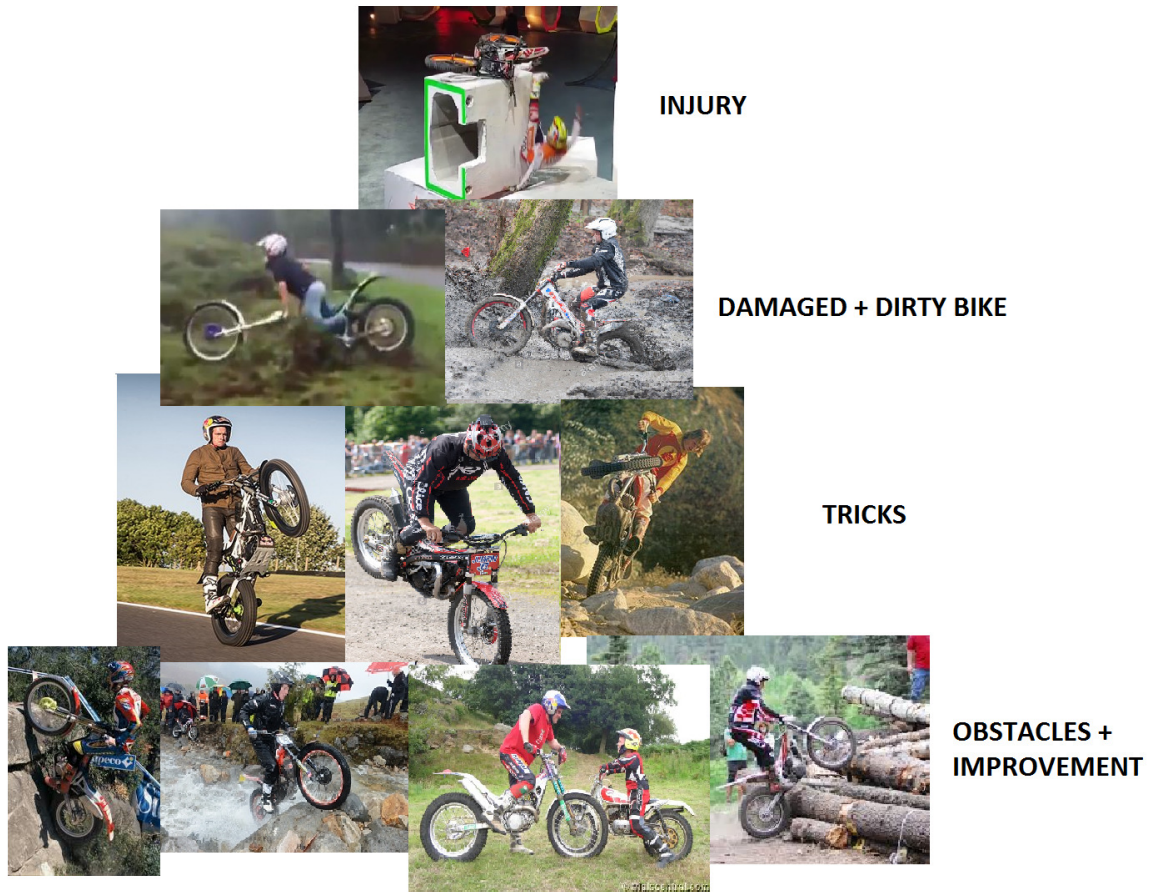 INJURY
DAMAGED + DIRTY BIKE
TRICKS
OBSTACLES +
IMPROVEMENT